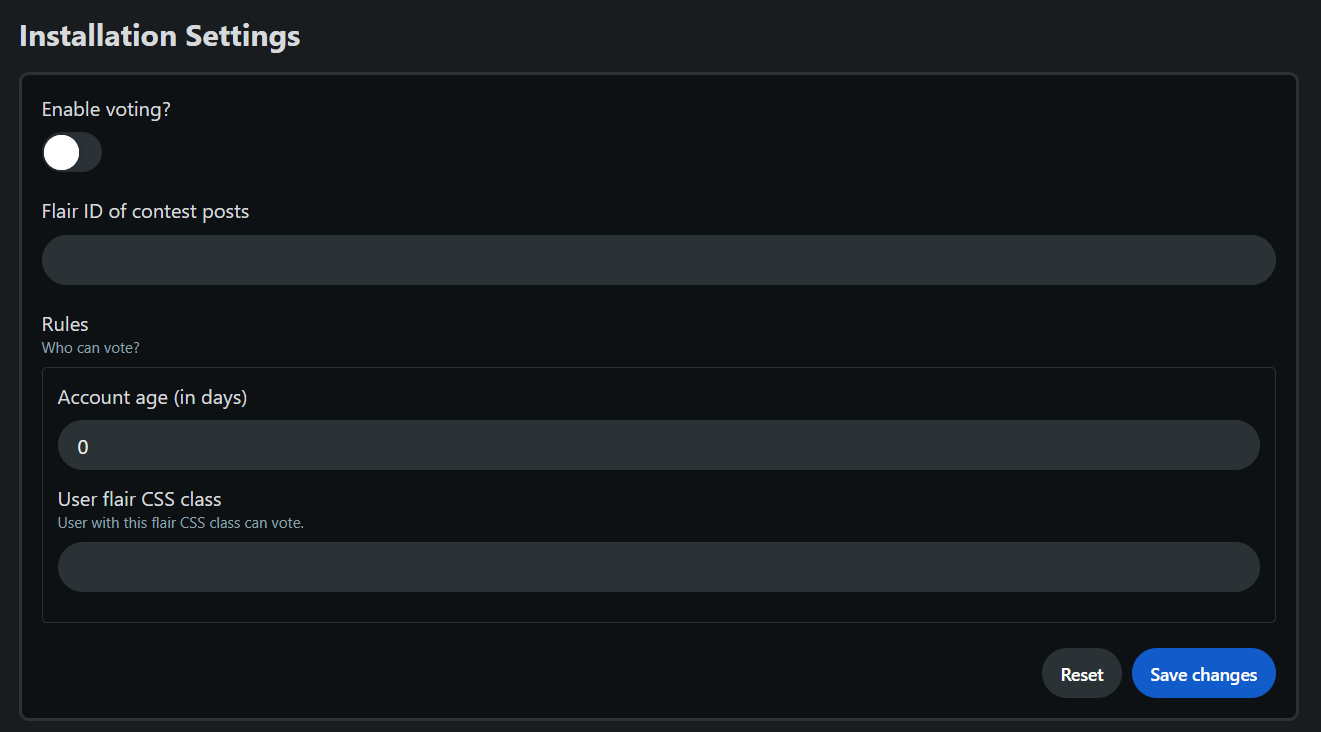 Installation Settings
Enable voting?
Flair ID of contest posts
Rules
Who can vote?
Account age (in days)
0
User flair CSS class
User with this flair CSS class can vote.
Reset
Save changes